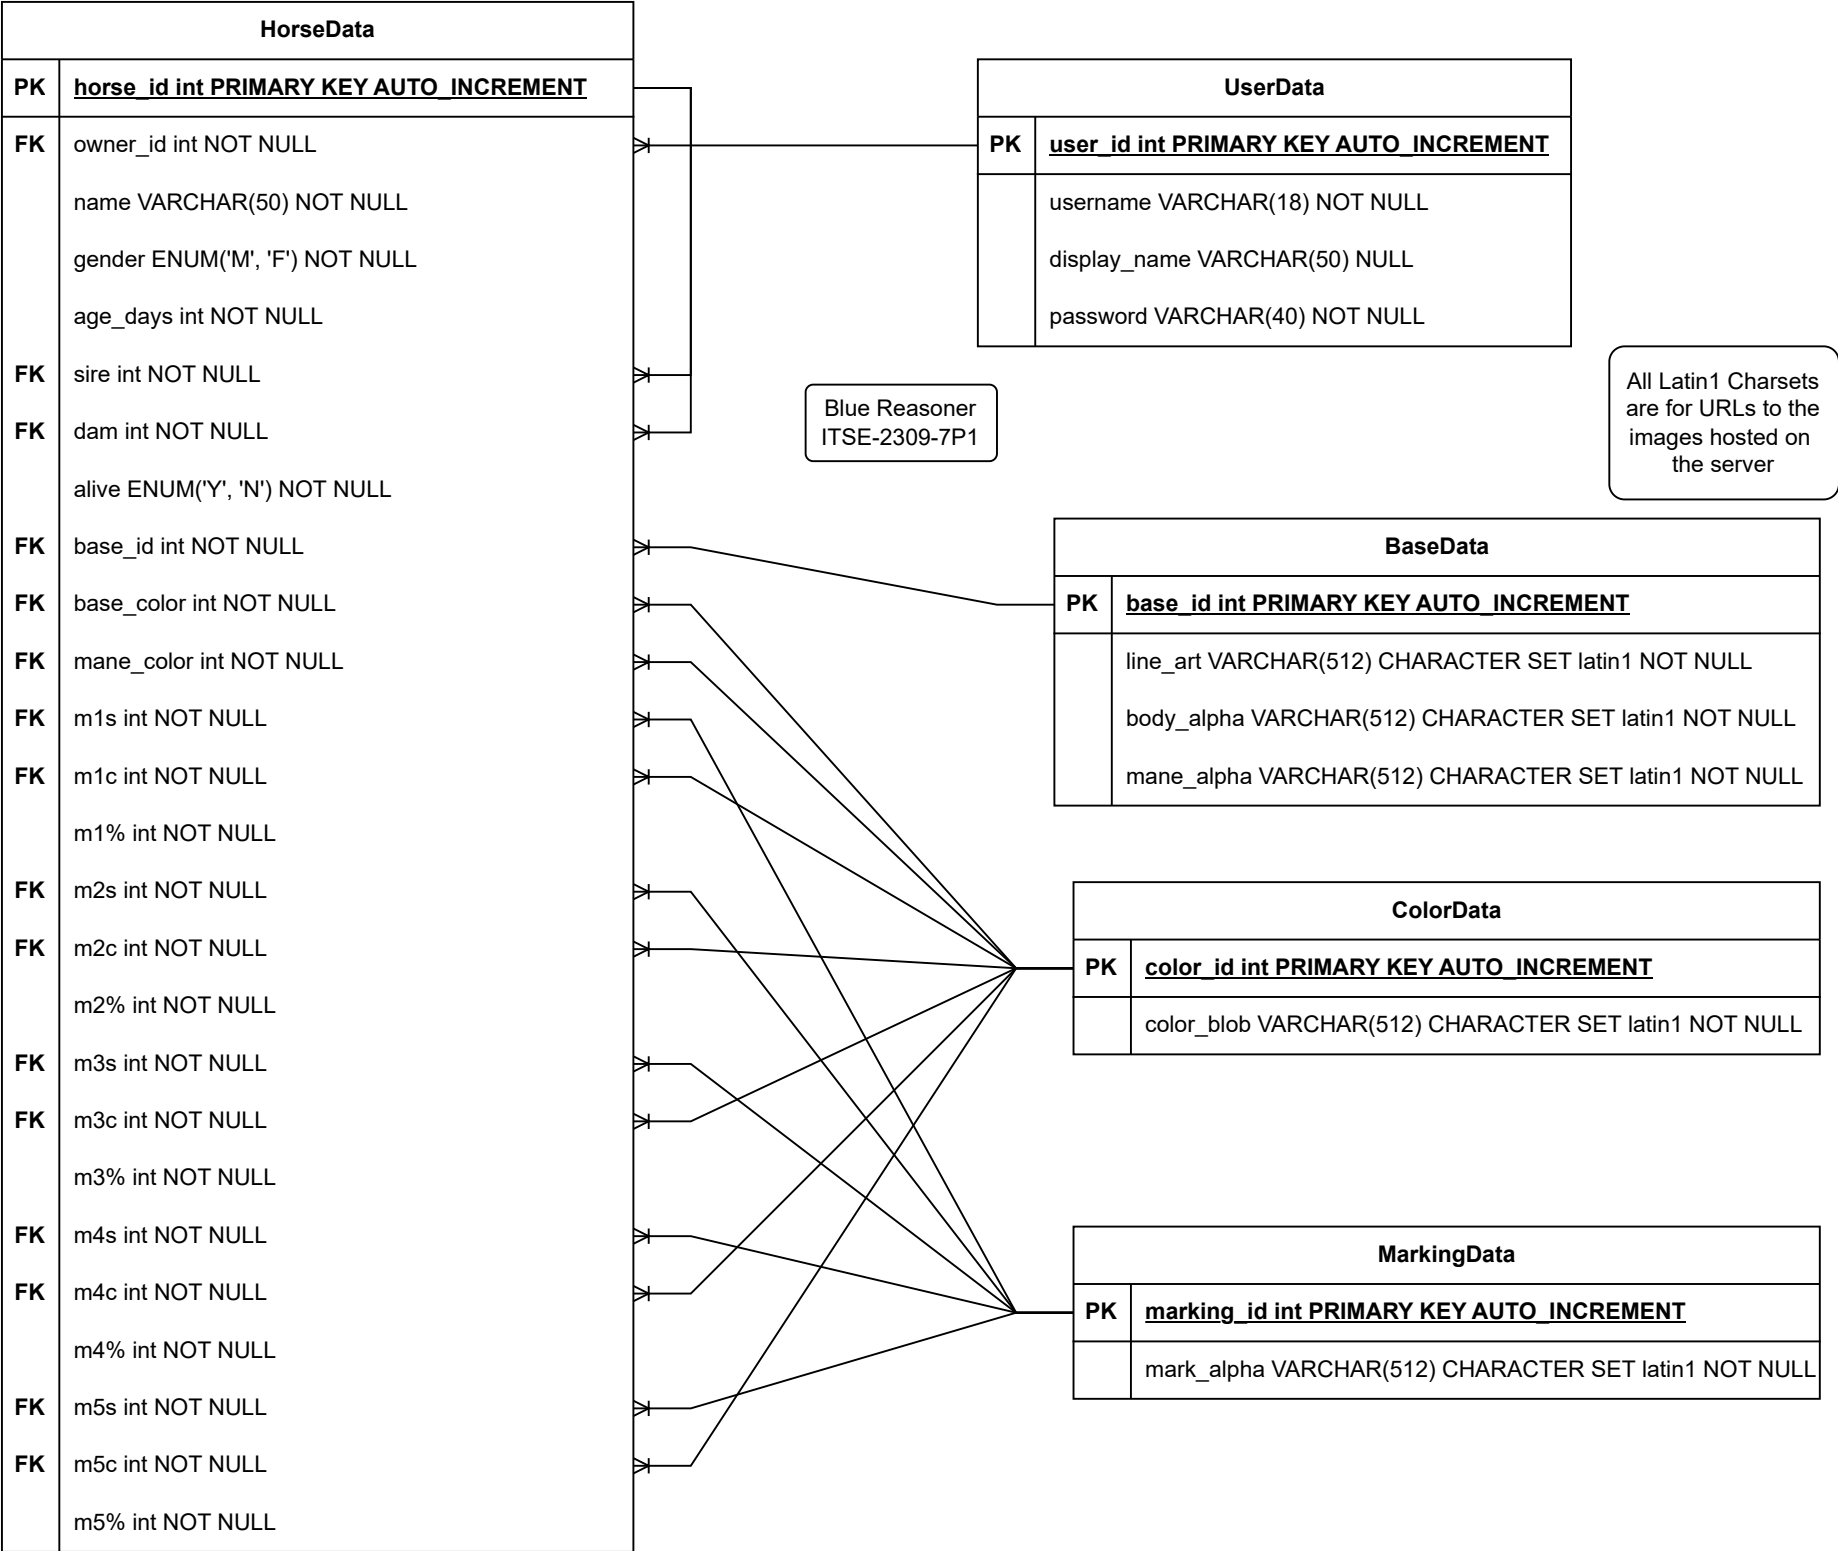 HorseData
PK horse_id int PRIMARY KEY AUTO_INCREMENT
FK owner_id int NOT NULL
name VARCHAR(50) NOT NULL
gender ENUM('M', 'F') NOT NULL
age_days int NOT NULL
FK sire int NOT NULL
FK dam int NOT NULL
alive ENUM('Y', 'N') NOT NULL
FK base_id int NOT NULL
FK base_color int NOT NULL
FK mane_color int NOT NULL
FK m1s int NOT NULL
FK m1c int NOT NULL
m1% int NOT NULL
FK m2s int NOT NULL
FK m2c int NOT NULL
m2% int NOT NULL
FK m3s int NOT NULL
FK m3c int NOT NULL
m3% int NOT NULL
FK m4s int NOT NULL
FK m4c int NOT NULL
m4% int NOT NULL
FK m5s int NOT NULL
FK m5c int NOT NULL
m5% int NOT NULL
UserData
PK user_id int PRIMARY KEY AUTO_INCREMENT
username VARCHAR(18) NOT NULL
display_name VARCHAR(50) NULL
password VARCHAR(40) NOT NULL
Blue Reasoner
ITSE-2309-7P1
All Latin1 Charsets
are for URLs to the
images hosted on
the server
BaseData
PK base_id int PRIMARY KEY AUTO_INCREMENT
line_art VARCHAR(512) CHARACTER SET latin1 NOT NULL
body_alpha VARCHAR(512) CHARACTER SET latin1 NOT NULL
mane_alpha VARCHAR(512) CHARACTER SET latin1 NOT NULL
ColorData
PK color_id int PRIMARY KEY AUTO_INCREMENT
color_blob VARCHAR(512) CHARACTER SET latin1 NOT NULL
MarkingData
PK marking_id int PRIMARY KEY AUTO_INCREMENT
mark_alpha VARCHAR(512) CHARACTER SET latin1 NOT NULL